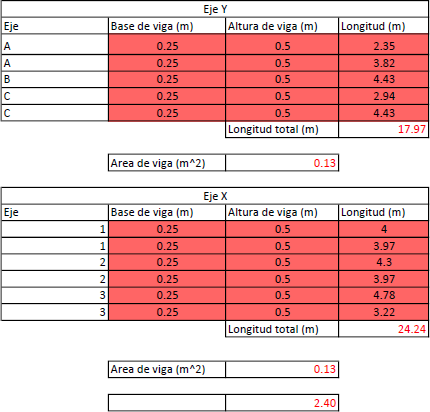 Eje Y
Eje Base de viga (m) Altura de viga (m) Longitud (m)
A 0.25 0.5 2.35
A 0.25 0.5 3.82
B 0.25 0.5 4.43
C 0.25 0.5 2.94
C 0.25 0.5 4.43
Longitud total (m) 17.97
Area de viga (m^2) 0.13
Eje X
Eje Base de viga (m) Altura de viga (m) Longitud (m)
1 0.25 0.5 4
1 0.25 0.5 3.97
2 0.25 0.5 4.3
2 0.25 0.5 3.97
3 0.25 0.5 4.78
3 0.25 0.5 3.22
Longitud total (m) 24.24
Area de viga (m^2) 0.13
2.40